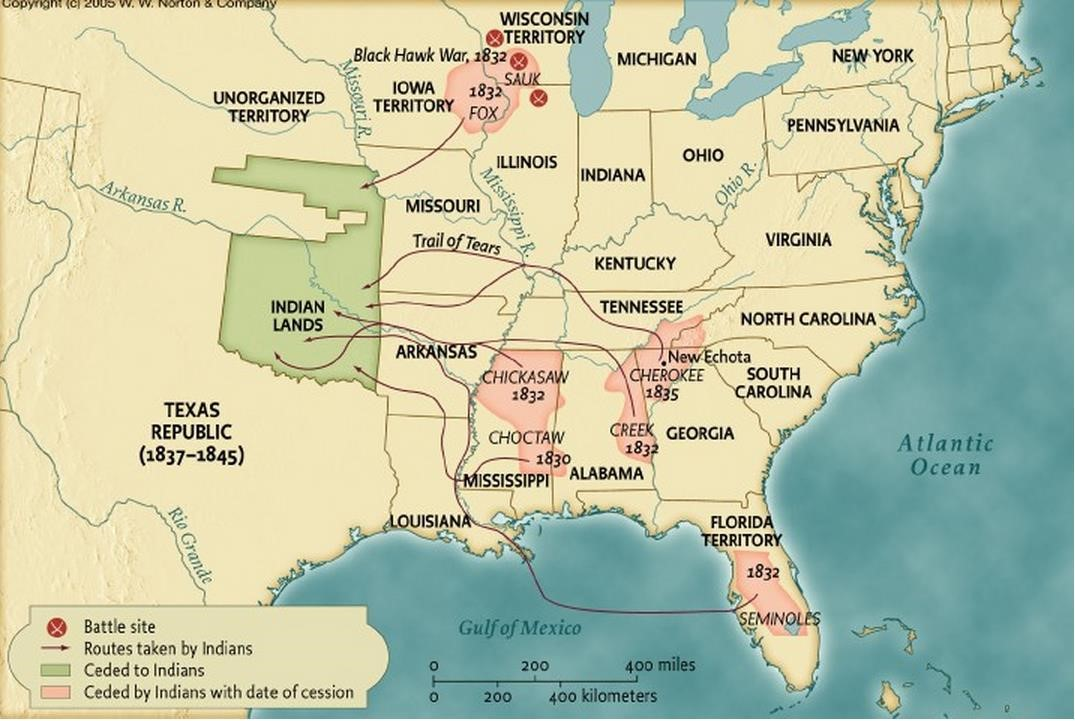 Copyright (c) 2005 W. W. Norton & Company
WISCONSIN
TERRITORY
Black Hawk War, 1832
SAUK
1832
FOX
IOWA
TERRITORY
MICHIGAN
NEW YORK
UNORGANIZED
TERRITORY
Missouri R.
PENNSYLVANIA
ILLINOIS
INDIANA
OHIO
Ohio R.
Arkansas R.
MISSOURI
Mississippi R.
VIRGINIA
Trail of Tears
KENTUCKY
INDIAN
LANDS
TENNESSEE
NORTH CAROLINA
ARKANSAS
New Echota
CHEROKEE
1835
SOUTH
CAROLINA
CHICKASAW
1832
TEXAS
REPUBLIC
(1837–1845)
CHOCTAW
1830
CREEK
1832
GEORGIA
MISSISSIPPI
ALABAMA
Atlantic
Ocean
LOUISIANA
FLORIDA
TERRITORY
1832
SEMINOLES
Rio Grande
Gulf of Mexico
Battle site
Routes taken by Indians
Ceded to Indians
Ceded by Indians with date of cession
0 200 400 miles
0 200 400 kilometers